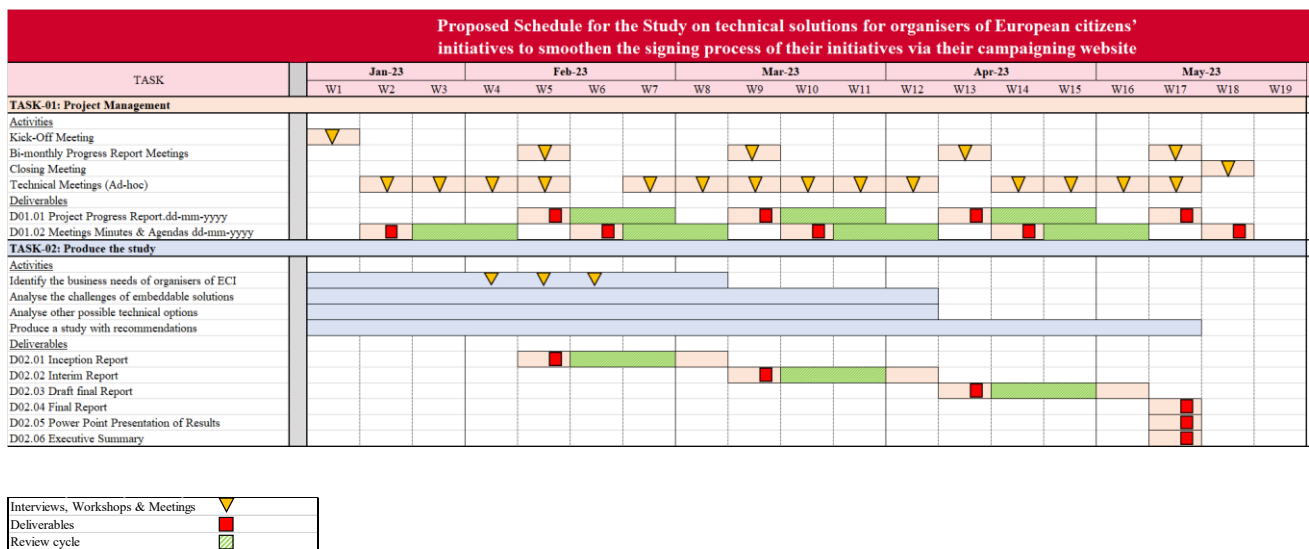 Proposed Schedule for the Study on technical solutions for organisers of European citizens’
initiatives to smoothen the signing process of their initiatives via their campaigning website
TASK
Jan-23 Feb-23 Mar-23 Apr-23 May-23
W1 W2 W3 W4 W5 W6 W7 W8 W9 W10 W11 W12 W13 W14 W15 W16 W17 W18 W19
TASK-01: Project Management
Activities
Kick-Off Meeting
Bi-monthly Progress Report Meetings
Closing Meeting
Technical Meetings (Ad-hoc)
Deliverables
D01.01 Project Progress Report.dd-mm-yyyy
D01.02 Meetings Minutes & Agendas dd-mm-yyyy
TASK-02: Produce the study
Activities
Identify the business needs of organisers of ECI
Analyse the challenges of embeddable solutions
Analyse other possible technical options
Produce a study with recommendations
Deliverables
D02.01 Inception Report
D02.02 Interim Report
D02.03 Draft final Report
D02.04 Final Report
D02.05 Power Point Presentation of Results
D02.06 Executive Summary
Interviews, Workshops & Meetings
Deliverables
Review cycle